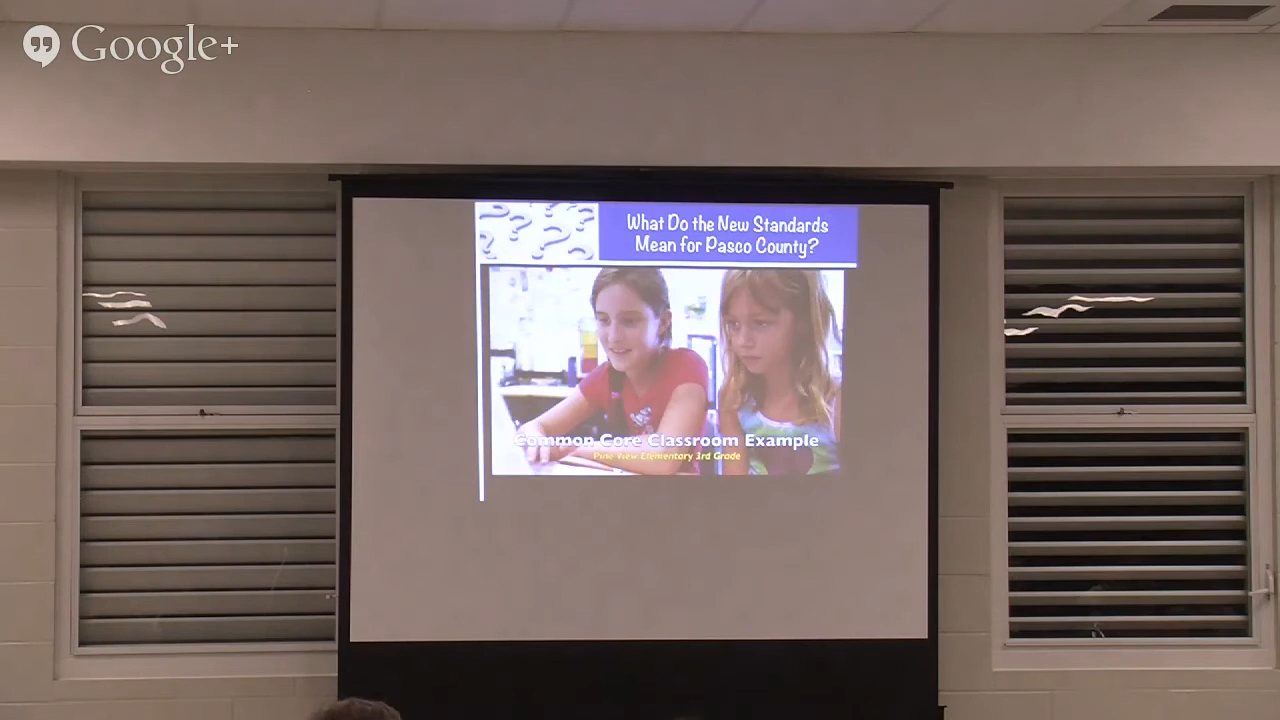 Google+
What Do the New Standards
Mean for Pasco County?
Common Core Classroom Example
Pine View Elementary 3rd Grade